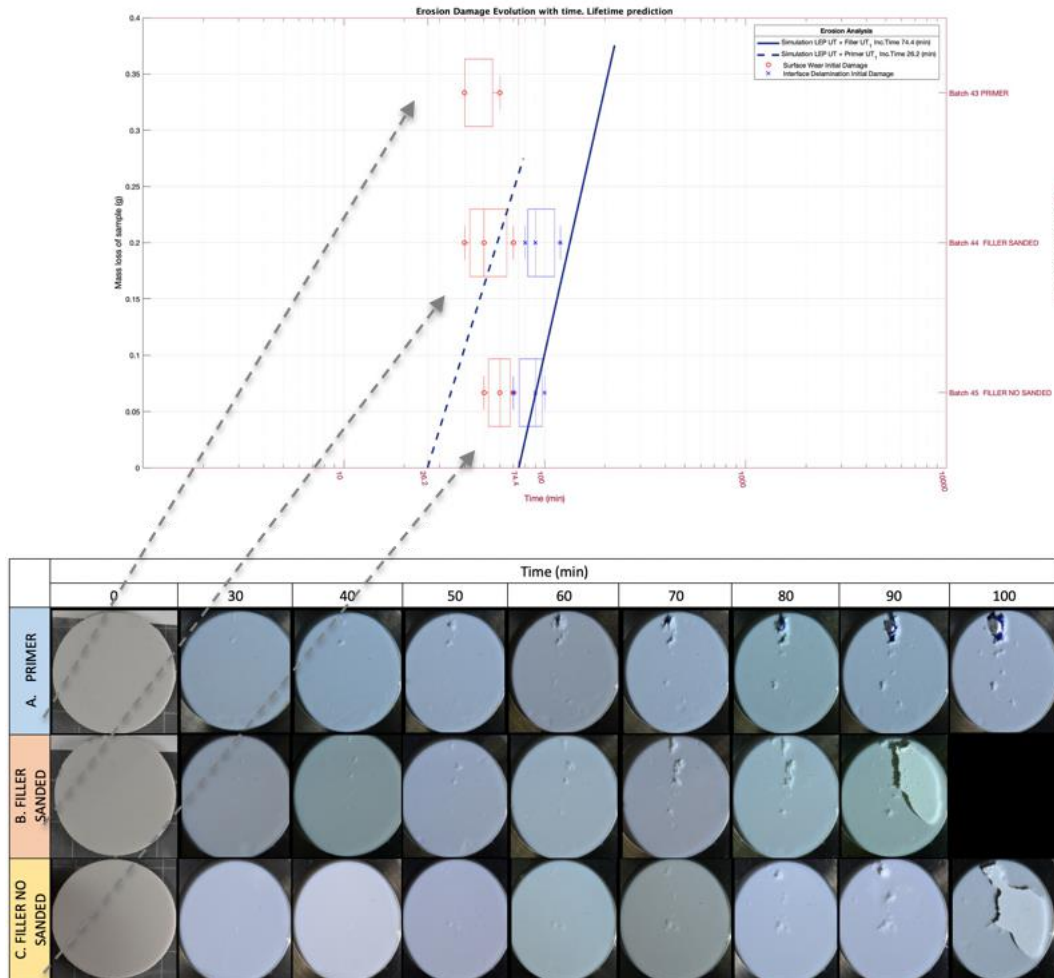 Erosion Damage Evolution with time. Lifetime prediction
Erosion Analysis
Simulation LEP UT + Filler UT, Inc.Time 74.4 (min)
Simulation LEP UT + Primer UT, Inc.Time 26.2 (min)
Surface Wear Initial Damage
Interface Delamination Initial Damage
Mass loss of sample (g)
0.4
0.35
0.3
0.25
0.2
0.15
0.1
0.05
0
Batch 43 PRIMER
Batch 44 FILLER SANDED
Batch 45 FILLER NO SANDED
10
26.2
74.4
100
1000
10000
Time (min)
Time (min)
0 30 40 50 60 70 80 90 100
A. PRIMER
B. FILLER
SANDED
C. FILLER NO
SANDED